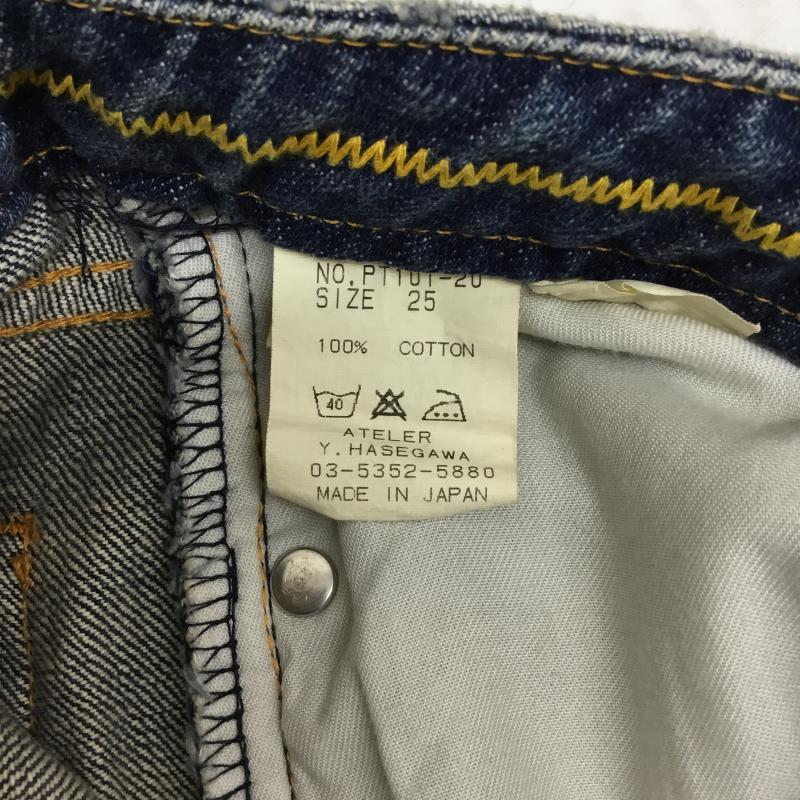 NO.PT101-20
SIZE 25
100% COTTON
40
ATELER
Y.HASEGAWA
03-5352-5880
MADE IN JAPAN